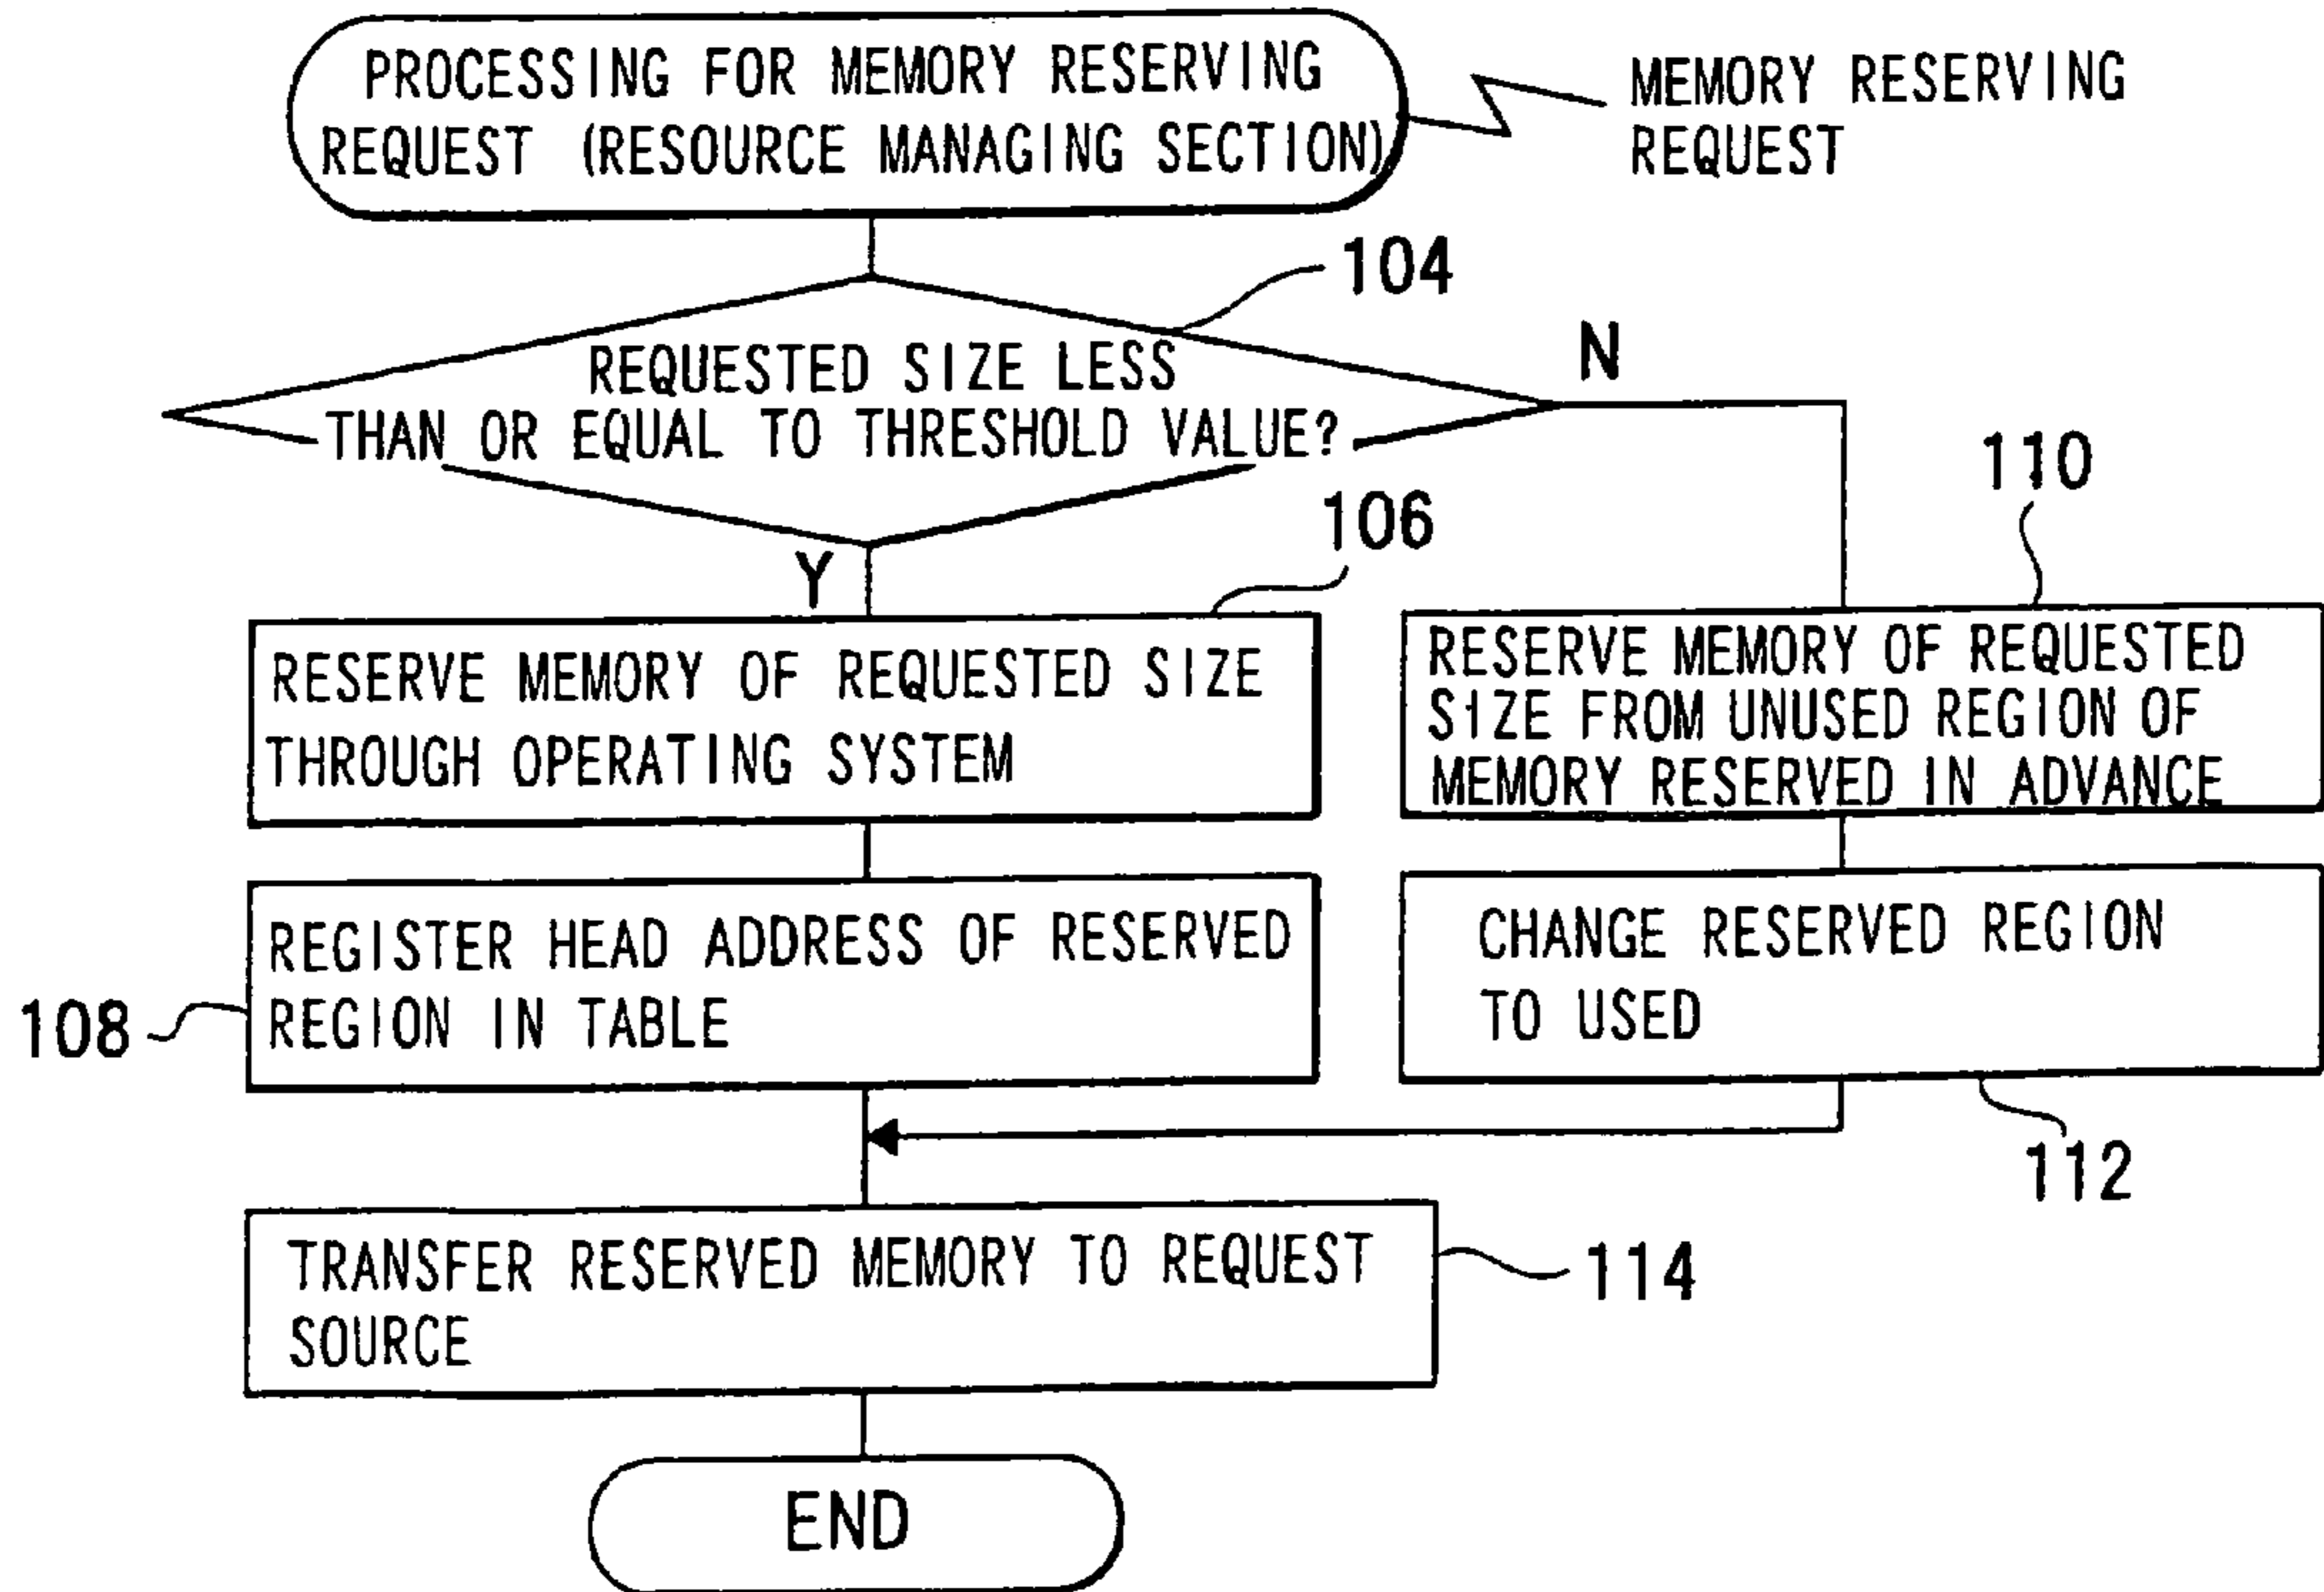 PROCESSING FOR MEMORY RESERVING
REQUEST (RESOURCE MANAGING SECTION)
MEMORY RESERVING
REQUEST
104
REQUESTED SIZE LESS
THAN OR EQUAL TO THRESHOLD VALUE?
N
Y
106
110
RESERVE MEMORY OF REQUESTED SIZE
THROUGH OPERATING SYSTEM
RESERVE MEMORY OF REQUESTED
SIZE FROM UNUSED REGION OF
MEMORY RESERVED IN ADVANCE
108
REGISTER HEAD ADDRESS OF RESERVED
REGION IN TABLE
CHANGE RESERVED REGION
TO USED
112
TRANSFER RESERVED MEMORY TO REQUEST
SOURCE
114
END